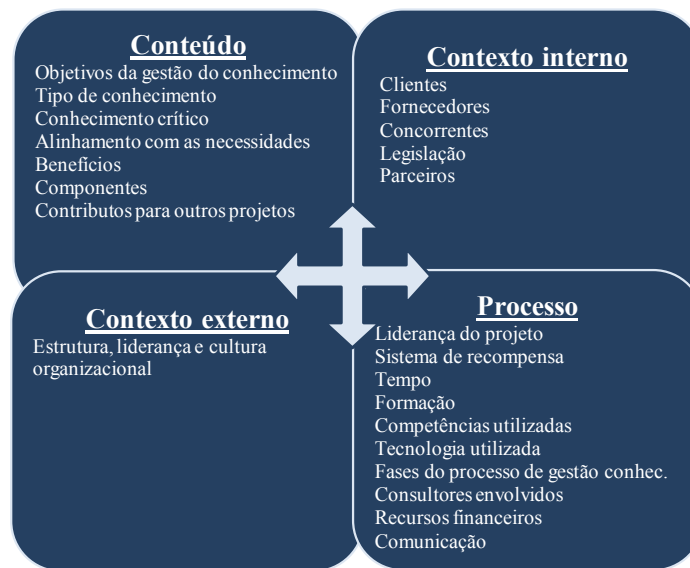 Conteúdo
Objetivos da gestão do conhecimento
Tipo de conhecimento
Conhecimento crítico
Alinhamento com as necessidades
Benefícios
Componentes
Contributos para outros projetos
Contexto interno
Clientes
Fornecedores
Concorrentes
Legislação
Parceiros
Contexto externo
Estrutura, liderança e cultura
organizacional
Processo
Liderança do projeto
Sistema de recompensa
Tempo
Formação
Competências utilizadas
Tecnologia utilizada
Fases do processo de gestão conhec.
Consultores envolvidos
Recursos financeiros
Comunicação